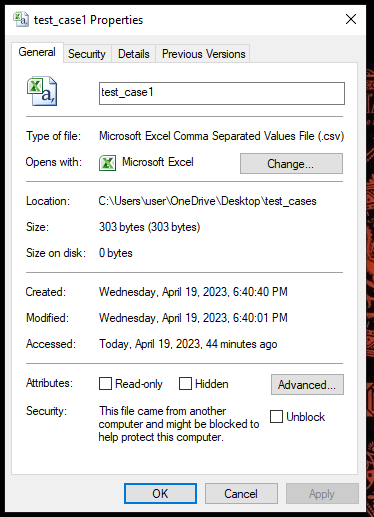 test_case1 Properties
General Security Details Previous Versions
test_case1
Type of file: Microsoft Excel Comma Separated Values File (.csv)
Opens with: Microsoft Excel Change...
Location: C:\Users\user\OneDrive\Desktop\test_cases
Size: 303 bytes (303 bytes)
Size on disk: 0 bytes
Created: Wednesday, April 19, 2023, 6:40:40 PM
Modified: Wednesday, April 19, 2023, 6:40:01 PM
Accessed: Today, April 19, 2023, 44 minutes ago
Attributes: Read-only Hidden Advanced...
Security: This file came from another
computer and might be blocked to Unblock
help protect this computer.
OK Cancel Apply